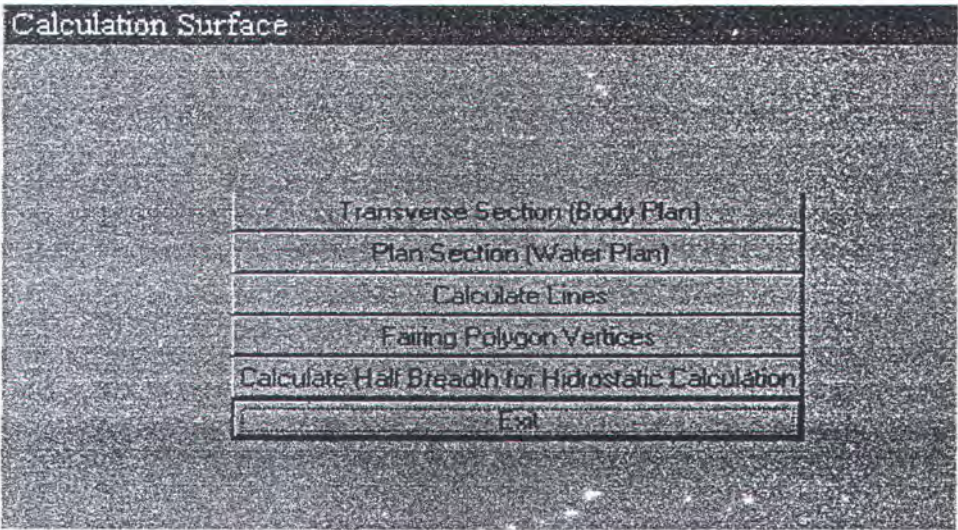 Calculation Surface
Transverse Section (Body Plan)
Plan Section (Water Plan)
Calculate Lines
Fairing Polygon Vertices
Calculate Half Breadth for Hidrostatic Calculation
Exit